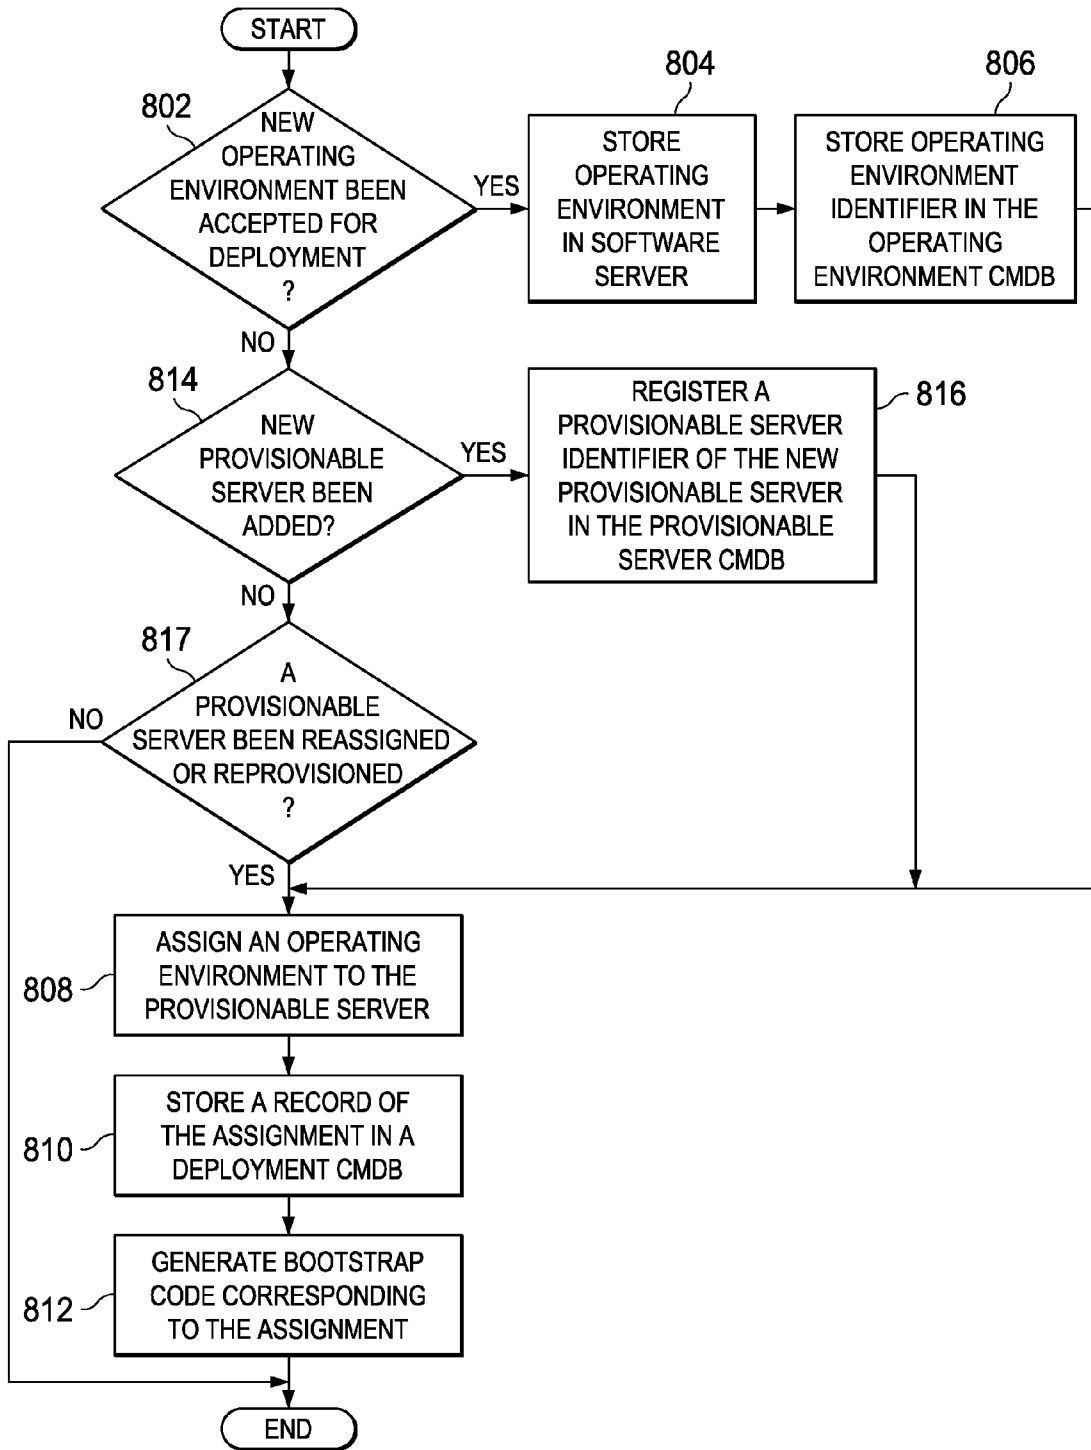 START
802
NEW
OPERATING
ENVIRONMENT BEEN
ACCEPTED FOR
DEPLOYMENT
?
YES
804
STORE
OPERATING
ENVIRONMENT
IN SOFTWARE
SERVER
806
STORE OPERATING
ENVIRONMENT
IDENTIFIER IN THE
OPERATING
ENVIRONMENT CMDB
NO
814
NEW
PROVISIONABLE
SERVER BEEN
ADDED?
YES
REGISTER A
PROVISIONABLE SERVER
IDENTIFIER OF THE NEW
PROVISIONABLE SERVER
IN THE PROVISIONABLE
SERVER CMDB
816
NO
817
A
PROVISIONABLE
SERVER BEEN REASSIGNED
OR REPROVISIONED
?
NO
YES
808
ASSIGN AN OPERATING
ENVIRONMENT TO THE
PROVISIONABLE SERVER
810
STORE A RECORD OF
THE ASSIGNMENT IN A
DEPLOYMENT CMDB
812
GENERATE BOOTSTRAP
CODE CORRESPONDING
TO THE ASSIGNMENT
END